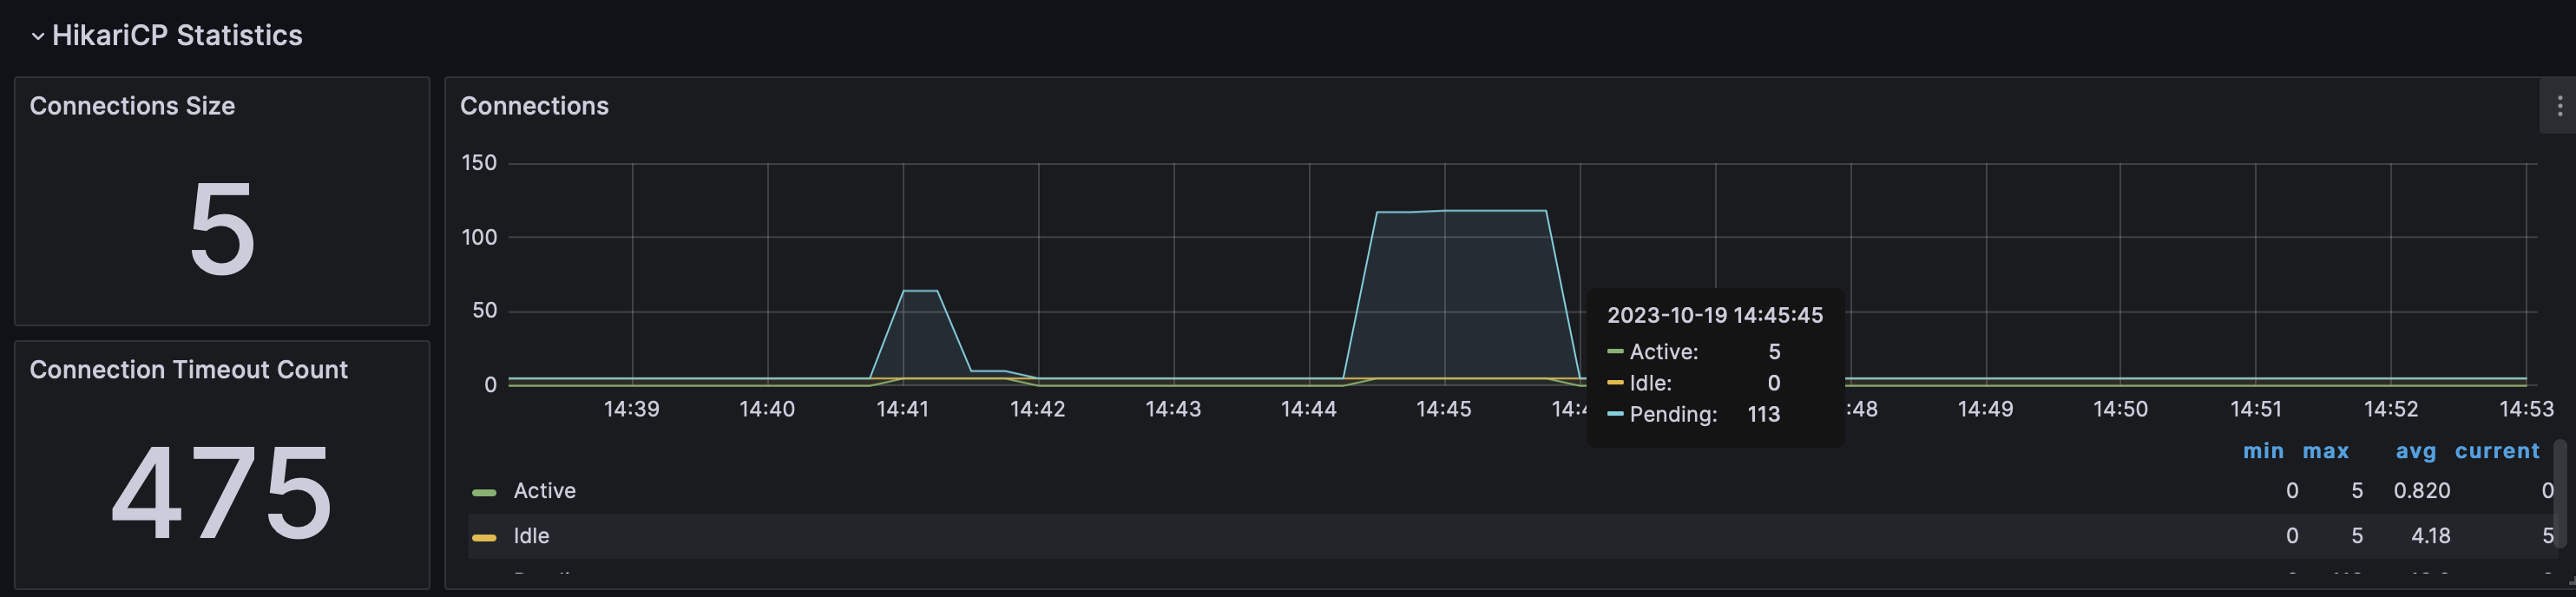 HikariCP Statistics
Connections Size
5
Connection Timeout Count
475
Connections
150
100
50
0
14:39 14:40 14:41 14:42 14:43 14:44 14:45 14:4 :48 14:49 14:50 14:51 14:52 14:53
2023-10-19 14:45:45
Active: 5
Idle: 0
Pending: 113
min max avg current
Active 0 5 0.820 0
Idle 0 5 4.18 5